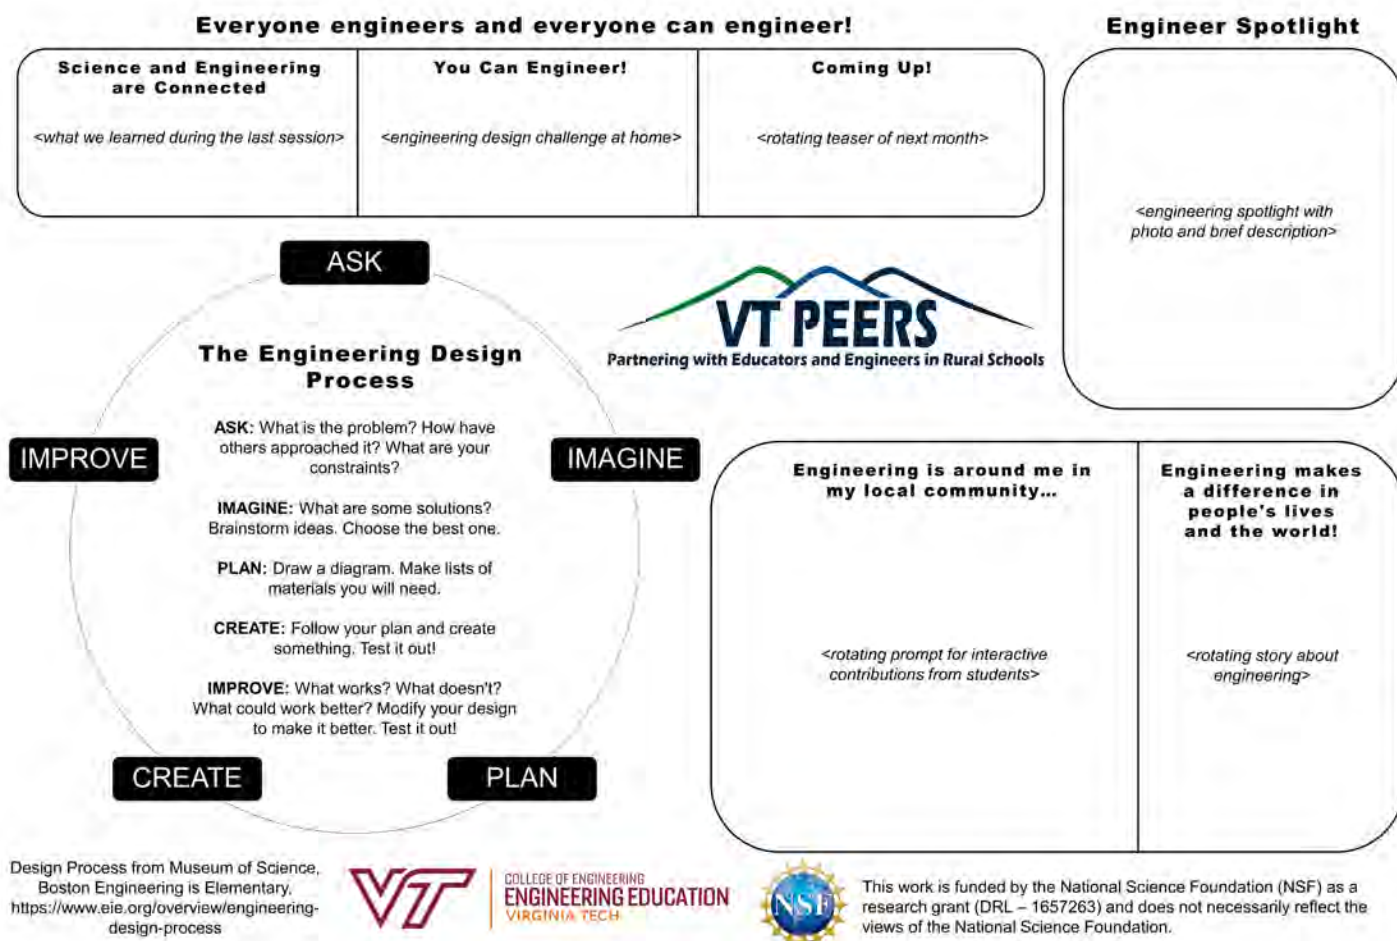 Everyone engineers and everyone can engineer!
Science and Engineering
are Connected
<what we learned during the last session>
You Can Engineer!
<engineering design challenge at home>
Coming Up!
<rotating teaser of next month>
Engineer Spotlight
<engineering spotlight with
photo and brief description>
ASK
IMAGINE
PLAN
CREATE
IMPROVE
The Engineering Design
Process
ASK: What is the problem? How have
others approached it? What are your
constraints?
IMAGINE: What are some solutions?
Brainstorm ideas. Choose the best one.
PLAN: Draw a diagram. Make lists of
materials you will need.
CREATE: Follow your plan and create
something. Test it out!
IMPROVE: What works? What doesn't?
What could work better? Modify your design
to make it better. Test it out!
VT PEERS
Partnering with Educators and Engineers in Rural Schools
Engineering is around me in
my local community...
<rotating prompt for interactive
contributions from students>
Engineering makes
a difference in
people's lives
and the world!
<rotating story about
engineering>
Design Process from Museum of Science,
Boston Engineering is Elementary,
https://www.eie.org/overview/engineering-
design-process
VT
COLLEGE OF ENGINEERING
ENGINEERING EDUCATION
VIRGINIA TECH
NSF
This work is funded by the National Science Foundation (NSF) as a
research grant (DRL – 1657263) and does not necessarily reflect the
views of the National Science Foundation.